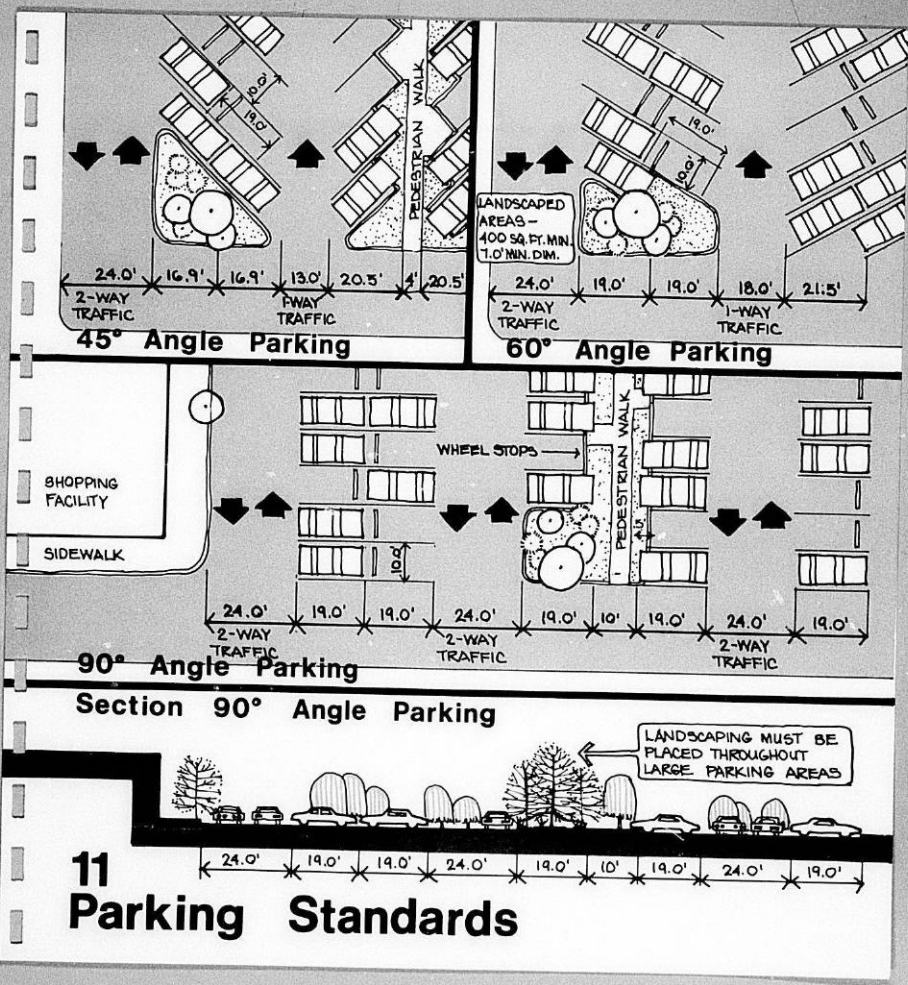 10.0'
19.0'
PEDESTRIAN WALK
24.0' 16.9' 16.9' 13.0' 20.5' 4' 20.5'
2-WAY
TRAFFIC
1-WAY
TRAFFIC
45° Angle Parking
19.0'
10.0'
LANDSCAPED
AREAS -
400 SQ. FT. MIN.
7.0' MIN. DIM.
24.0' 19.0' 19.0' 18.0' 21.5'
2-WAY
TRAFFIC
1-WAY
TRAFFIC
60° Angle Parking
SHOPPING
FACILITY
SIDEWALK
WHEEL STOPS
PEDESTRIAN WALK
10.0'
24.0' 19.0' 19.0' 24.0' 19.0' 10' 19.0' 24.0' 19.0'
2-WAY
TRAFFIC
2-WAY
TRAFFIC
2-WAY
TRAFFIC
90° Angle Parking
Section 90° Angle Parking
LANDSCAPING MUST BE
PLACED THROUGHOUT
LARGE PARKING AREAS
24.0' 19.0' 19.0' 24.0' 19.0' 10' 19.0' 24.0' 19.0'
11
Parking Standards